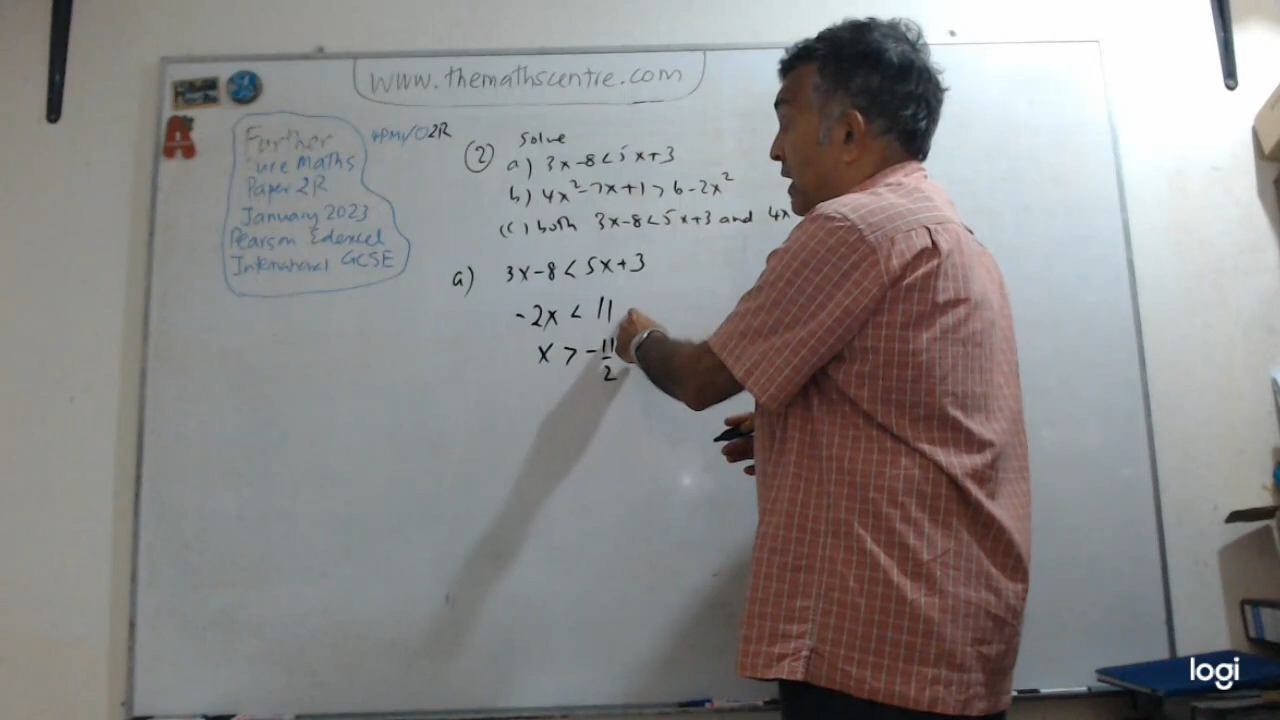 www.themathscentre.com
Further
Pure Maths
Paper 2R
January 2023
Pearson Edexcel
International GCSE
4PM1/02R
(2) Solve
a) 3x-8<5x+3
b) 4x²-7x+1>6-2x²
(c) both 3x-8<5x+3 and 4x
a) 3x-8<5x+3
-2x < 11
x > -11/2
logi